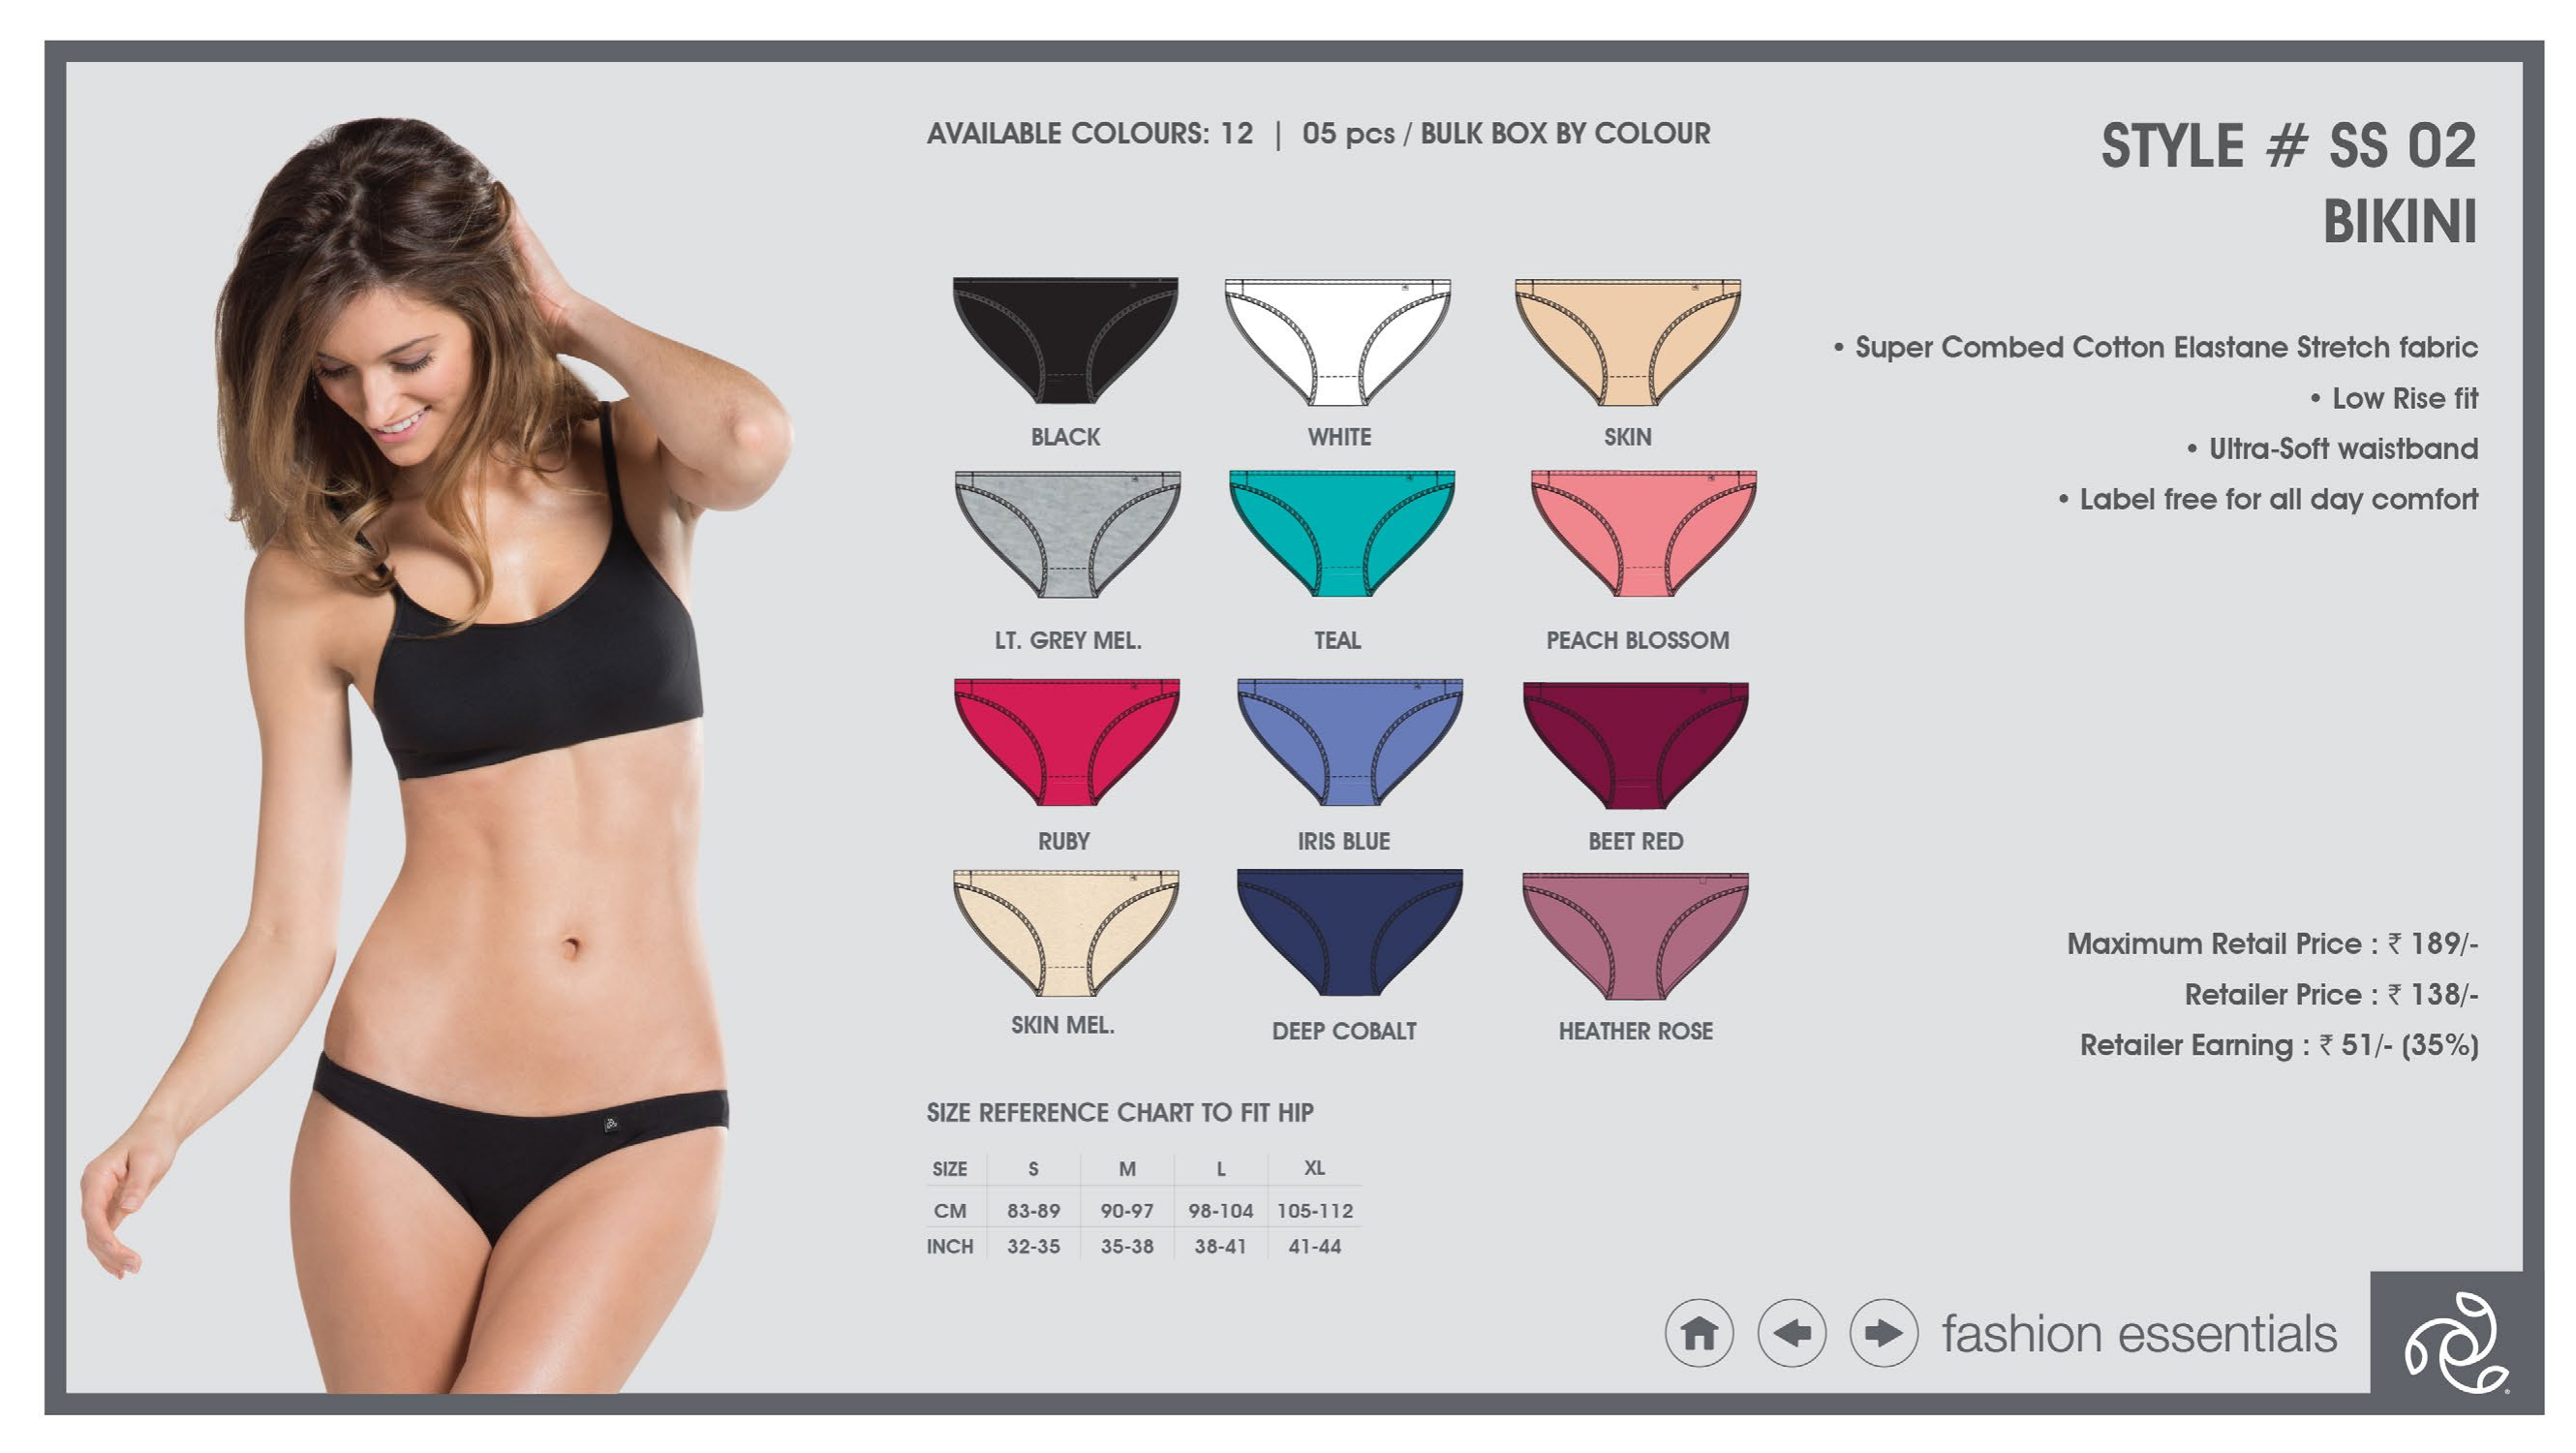 AVAILABLE COLOURS: 12 | 05 pcs / BULK BOX BY COLOUR
STYLE # SS 02
BIKINI
• Super Combed Cotton Elastane Stretch fabric
• Low Rise fit
• Ultra-Soft waistband
• Label free for all day comfort
BLACK WHITE SKIN
LT. GREY MEL. TEAL PEACH BLOSSOM
RUBY IRIS BLUE BEET RED
SKIN MEL. DEEP COBALT HEATHER ROSE
Maximum Retail Price : ₹ 189/-
Retailer Price : ₹ 138/-
Retailer Earning : ₹ 51/- (35%)
SIZE REFERENCE CHART TO FIT HIP
SIZE S M L XL
CM 83-89 90-97 98-104 105-112
INCH 32-35 35-38 38-41 41-44
fashion essentials